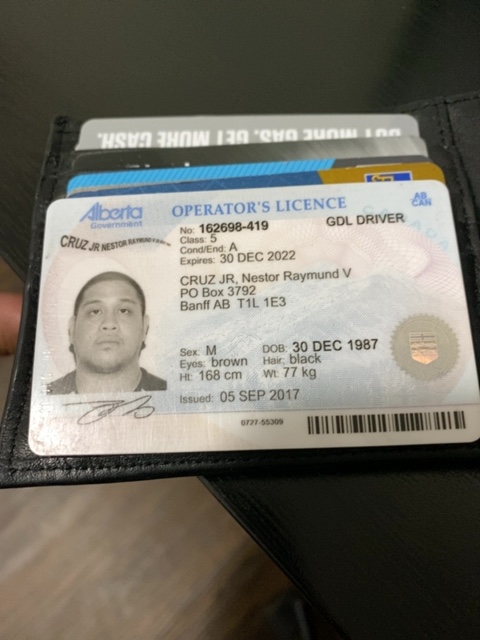 BUY MORE GAS. GET MORE CASH.
Alberta
Government
OPERATOR'S LICENCE
AB
CAN
GDL DRIVER
CANADA
CRUZ JR NESTOR RAYMUND
No: 162698-419
Class: 5
Cond/End: A
Expires: 30 DEC 2022
CRUZ JR, Nestor Raymund V
PO Box 3792
Banff AB T1L 1E3
Sex: M DOB: 30 DEC 1987
Eyes: brown Hair: black
Ht: 168 cm Wt: 77 kg
Issued: 05 SEP 2017
0727-55309